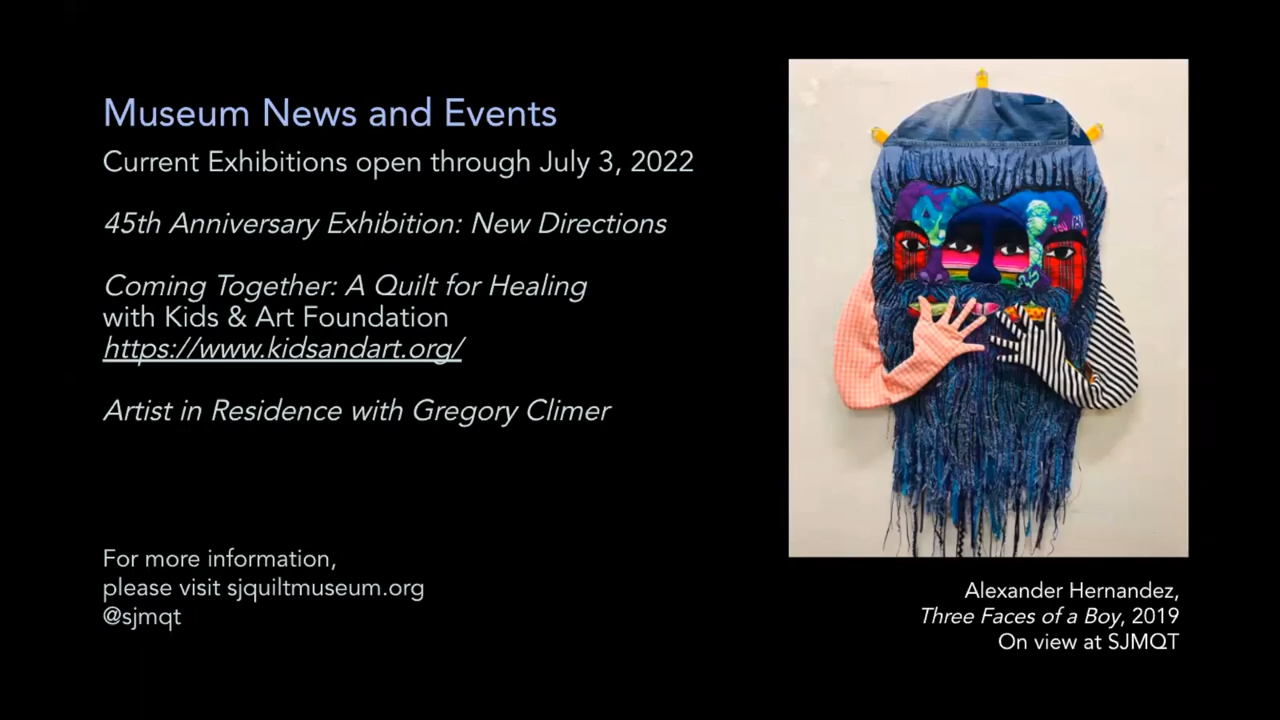 Museum News and Events
Current Exhibitions open through July 3, 2022
45th Anniversary Exhibition: New Directions
Coming Together: A Quilt for Healing
with Kids & Art Foundation
https://www.kidsandart.org/
Artist in Residence with Gregory Climer
For more information,
please visit sjquiltmuseum.org
@sjmqt
Alexander Hernandez,
Three Faces of a Boy, 2019
On view at SJMQT